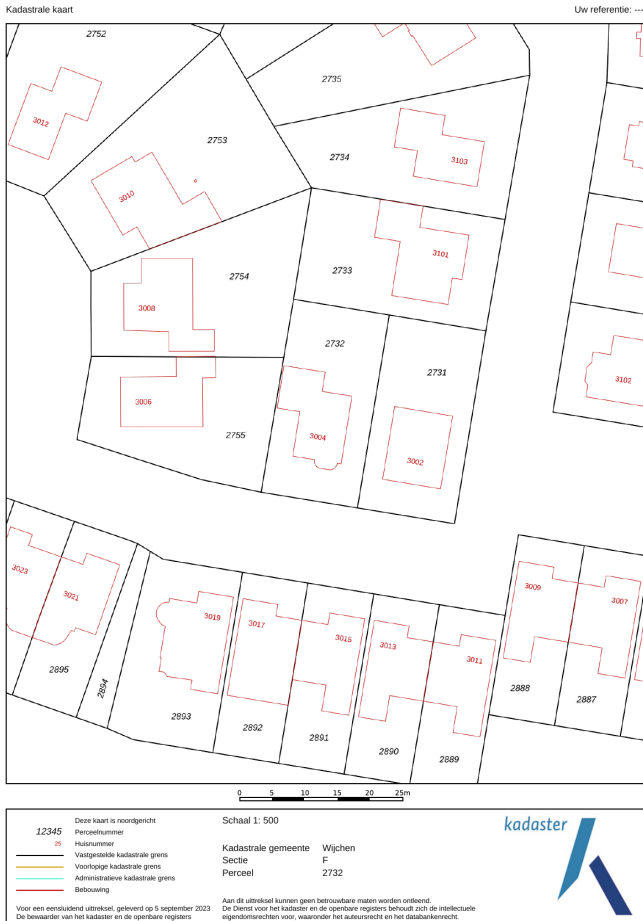 Kadastrale kaart
Uw referentie: ---
2752
2735
3012
2753
2734
3103
3010
2754
2733
3101
3008
2732
2731
3102
3006
2755
3004
3002
3023
3021
3009
3007
3019
3017
3015
3013
3011
2895
2894
2888
2887
2893
2892
2891
2890
2889
0 5 10 15 20 25m
Deze kaart is noordgericht
12345 Perceelnummer
25 Huisnummer
Vastgestelde kadastrale grens
Voorlopige kadastrale grens
Administratieve kadastrale grens
Bebouwing
Voor een eensluidend uittreksel, geleverd op 5 september 2023
De bewaarder van het kadaster en de openbare registers
Schaal 1: 500
Kadastrale gemeente Wijchen
Sectie F
Perceel 2732
Aan dit uittreksel kunnen geen betrouwbare maten worden ontleend.
De Dienst voor het kadaster en de openbare registers behoudt zich de intellectuele
eigendomsrechten voor, waaronder het auteursrecht en het databankenrecht.
kadaster